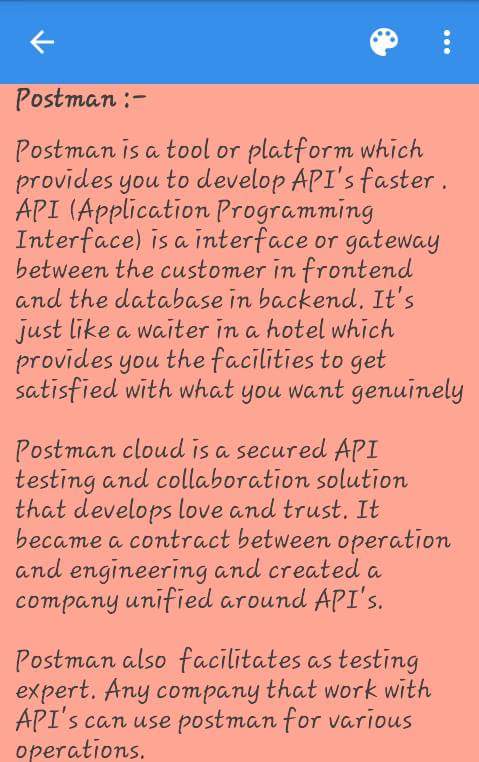 Postman :-
Postman is a tool or platform which
provides you to develop API's faster .
API (Application Programming
Interface) is a interface or gateway
between the customer in frontend
and the database in backend. It's
just like a waiter in a hotel which
provides you the facilities to get
satisfied with what you want genuinely
Postman cloud is a secured API
testing and collaboration solution
that develops love and trust. It
became a contract between operation
and engineering and created a
company unified around API's.
Postman also facilitates as testing
expert. Any company that work with
API's can use postman for various
operations.